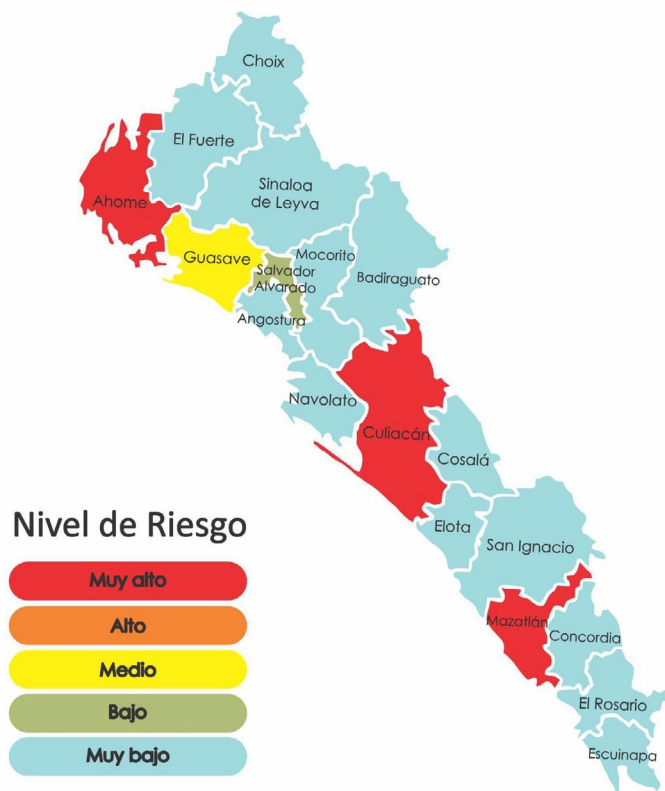 Choix
El Fuerte
Ahome
Sinaloa
de Leyva
Mocorito
Guasave
Salvador
Alvarado
Badiraguato
Angostura
Navolato
Culiacán
Cosalá
Elota
San Ignacio
Mazatlán
Concordia
El Rosario
Escuinapa
Nivel de Riesgo
Muy alto
Alto
Medio
Bajo
Muy bajo